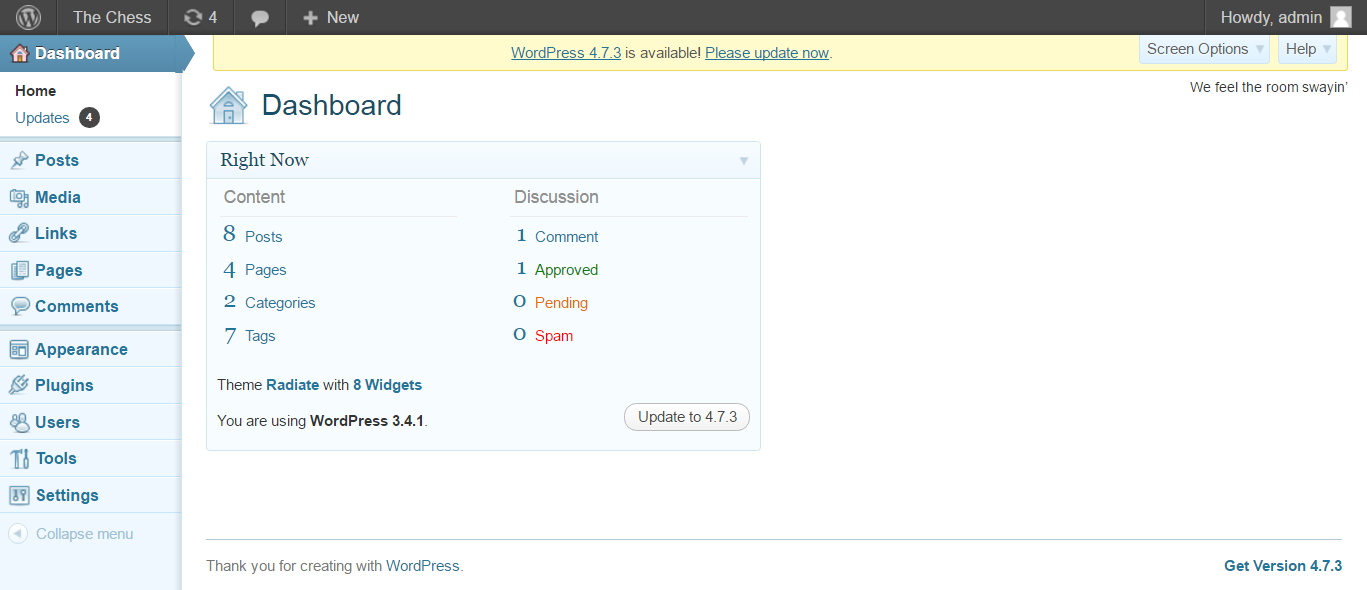 The Chess 4 New Howdy, admin
Dashboard
WordPress 4.7.3 is available! Please update now.
Screen Options Help
Home
Updates 4
We feel the room swayin’
Dashboard
Posts
Media
Links
Pages
Comments
Appearance
Plugins
Users
Tools
Settings
Collapse menu
Right Now
Content Discussion
8 Posts 1 Comment
4 Pages 1 Approved
2 Categories 0 Pending
7 Tags 0 Spam
Theme Radiate with 8 Widgets
You are using WordPress 3.4.1. Update to 4.7.3
Thank you for creating with WordPress. Get Version 4.7.3